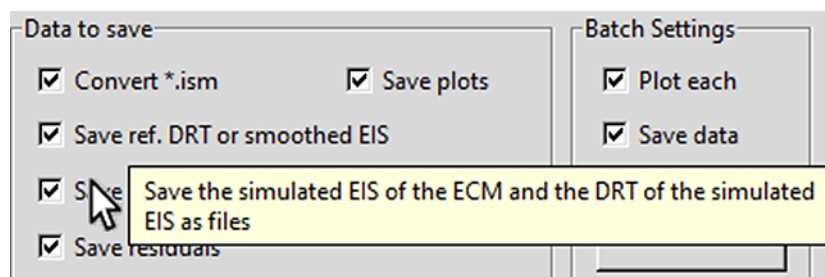 Data to save
Batch Settings
Convert *.ism
Save plots
Plot each
Save ref. DRT or smoothed EIS
Save data
Save the simulated EIS of the ECM and the DRT of the simulated
EIS as files
Save residuals